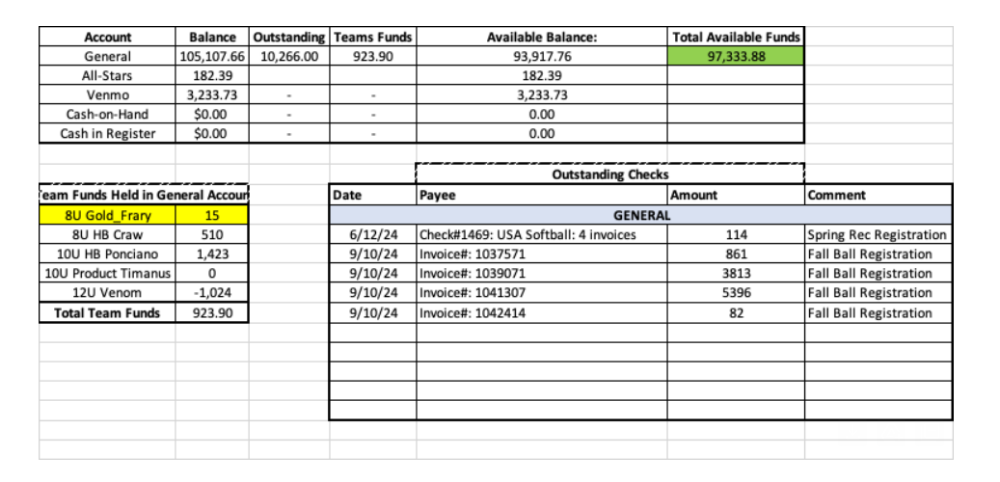 Account Balance Outstanding Teams Funds Available Balance: Total Available Funds
General 105,107.66 10,266.00 923.90 93,917.76 97,333.88
All-Stars 182.39 182.39
Venmo 3,233.73 - - 3,233.73
Cash-on-Hand $0.00 - - 0.00
Cash in Register $0.00 - - 0.00
Outstanding Checks
eam Funds Held in General Accoun Date Payee Amount Comment
8U Gold_Frary 15 GENERAL
8U HB Craw 510 6/12/24 Check#1469: USA Softball: 4 invoices 114 Spring Rec Registration
10U HB Ponciano 1,423 9/10/24 Invoice#: 1037571 861 Fall Ball Registration
10U Product Timanus 0 9/10/24 Invoice#: 1039071 3813 Fall Ball Registration
12U Venom -1,024 9/10/24 Invoice#: 1041307 5396 Fall Ball Registration
Total Team Funds 923.90 9/10/24 Invoice#: 1042414 82 Fall Ball Registration